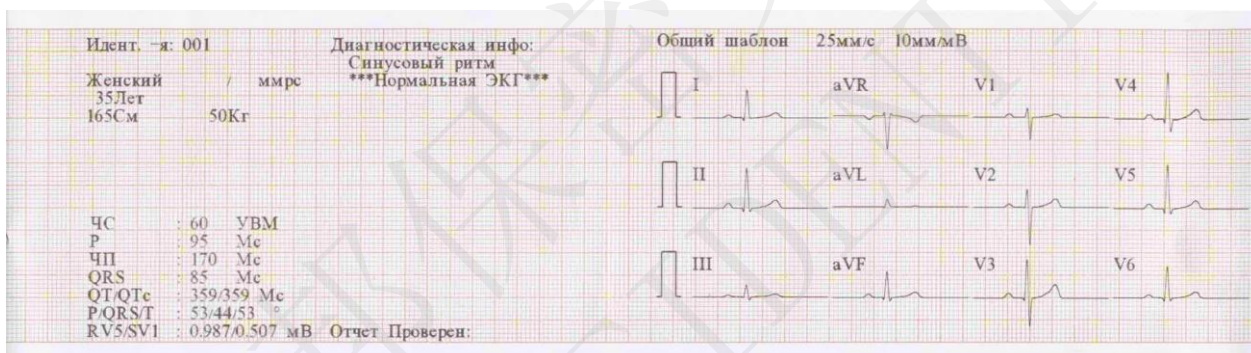 Идент. -я: 001
Диагностическая инфо:
Синусовый ритм
***Нормальная ЭКГ***
Женский / ммрс
35Лет
165См 50Кг
ЧС : 60 УВМ
P : 95 Мс
ЧП : 170 Мс
QRS : 85 Мс
QT/QTc : 359/359 Мс
P/QRS/T : 53/44/53 °
RV5/SV1 : 0.987/0.507 мВ Отчет Проверен:
Общий шаблон 25мм/с 10мм/мВ
I aVR V1 V4
II aVL V2 V5
III aVF V3 V6